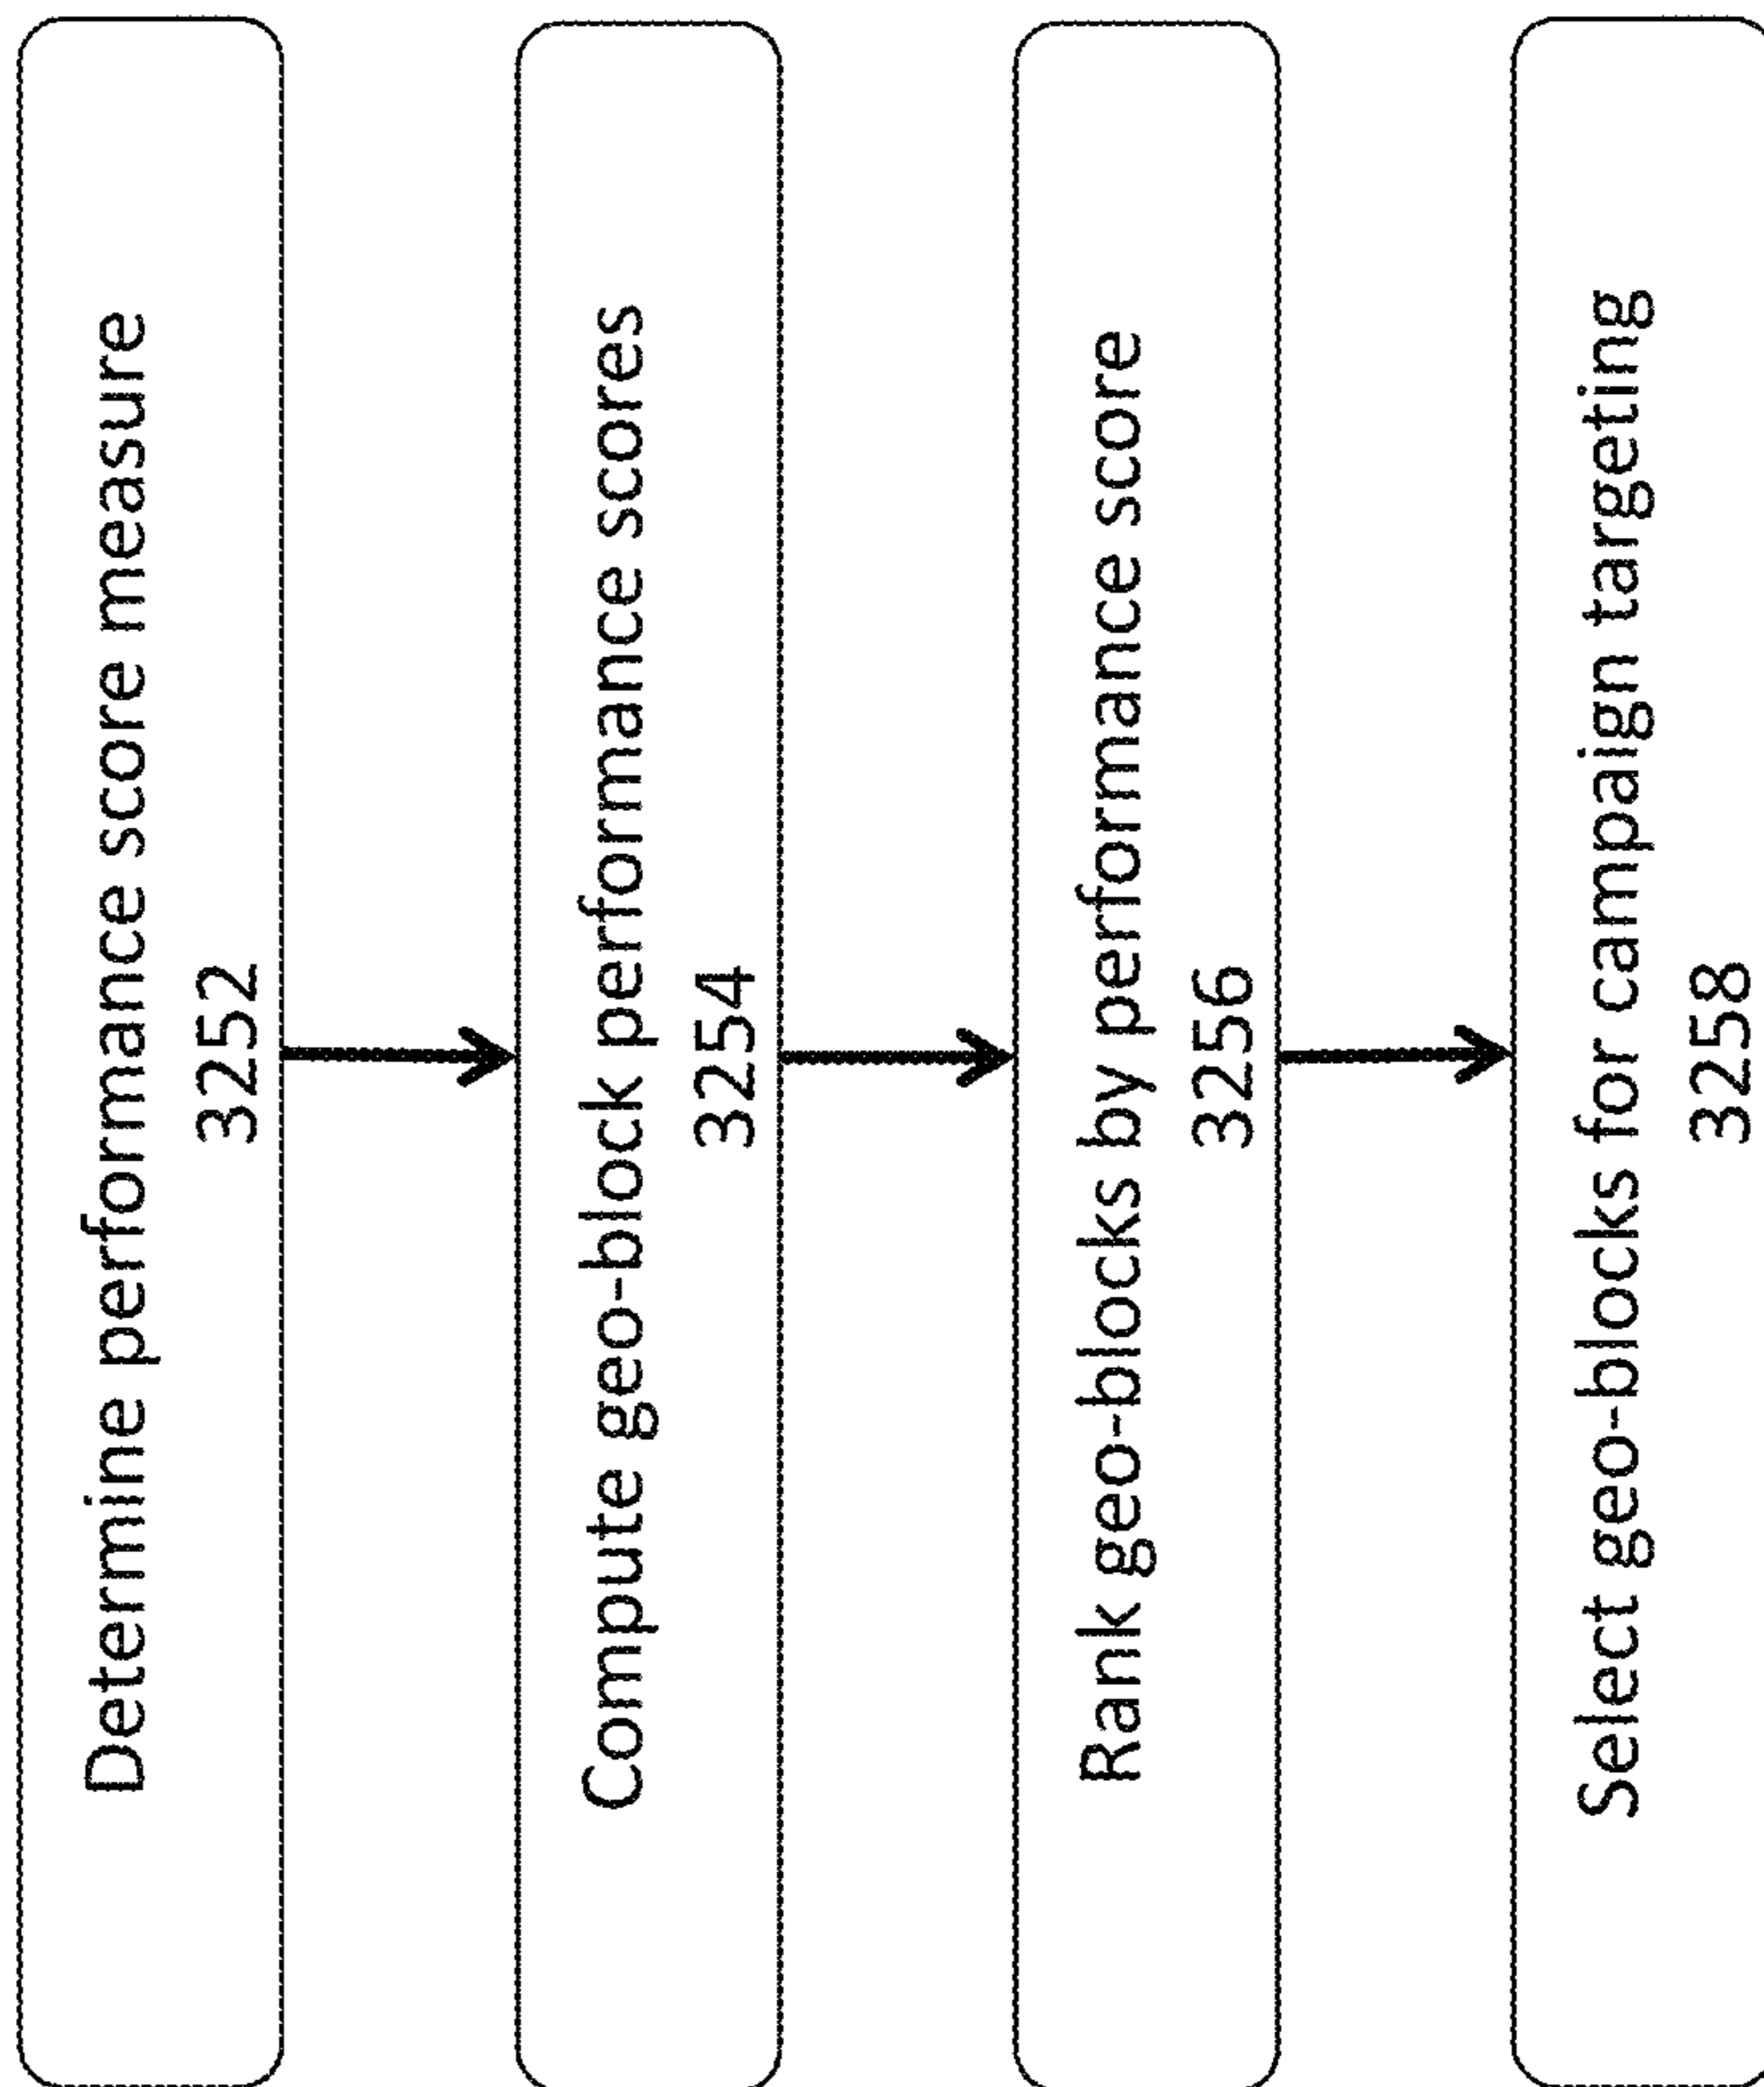 Determine performance score measure
3252
Compute geo-block performance scores
3254
Rank geo-blocks by performance score
3256
Select geo-blocks for campaign targeting
3258